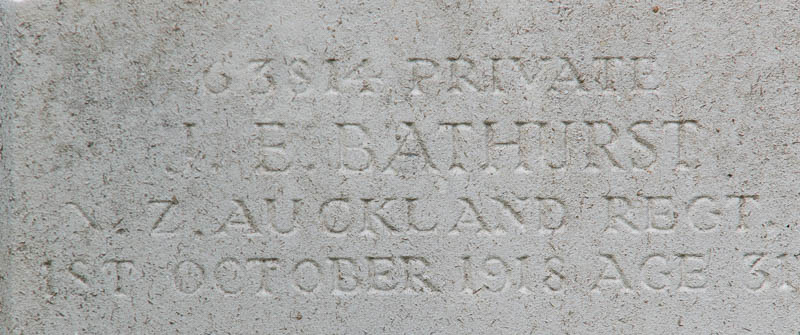 63914 PRIVATE
J. E. BATHURST
N. Z. AUCKLAND REGT.
1ST OCTOBER 1918 AGE 31